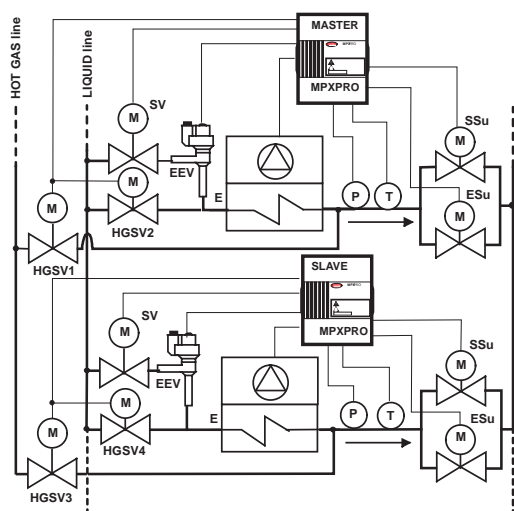 HOT GAS line
LIQUID line
MASTER
MPXPRO
SV
M
M
EEV
M
HGSV2
E
HGSV1
P
T
SSu
M
ESu
M
SLAVE
MPXPRO
SV
M
M
EEV
M
HGSV4
E
HGSV3
P
T
SSu
M
ESu
M